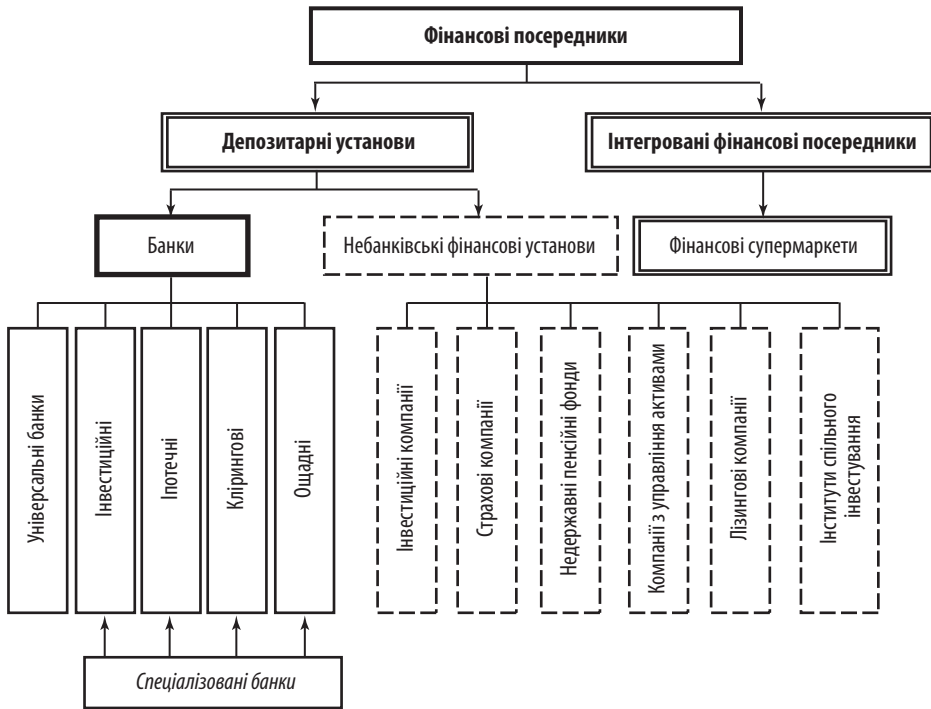 Фінансові посередники
Депозитарні установи
Інтегровані фінансові посередники
Банки
Небанківські фінансові установи
Фінансові супермаркети
Універсальні банки
Інвестиційні
Іпотечні
Клірингові
Ощадні
Інвестиційні компанії
Страхові компанії
Недержавні пенсійні фонди
Компанії з управління активами
Лізингові компанії
Інститути спільного
інвестування
Спеціалізовані банки